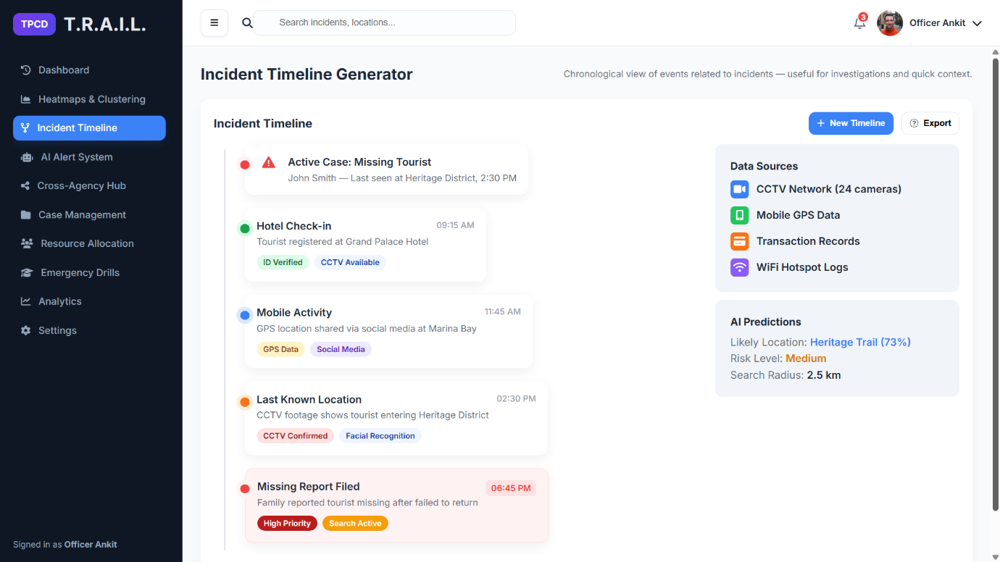 TPCD T.R.A.I.L.
Dashboard
Heatmaps & Clustering
Incident Timeline
AI Alert System
Cross-Agency Hub
Case Management
Resource Allocation
Emergency Drills
Analytics
Settings
Signed in as Officer Ankit
Search incidents, locations...
3
Officer Ankit
Incident Timeline Generator
Chronological view of events related to incidents — useful for investigations and quick context.
Incident Timeline
+ New Timeline
? Export
Active Case: Missing Tourist
John Smith — Last seen at Heritage District, 2:30 PM
Hotel Check-in 09:15 AM
Tourist registered at Grand Palace Hotel
ID Verified CCTV Available
Mobile Activity 11:45 AM
GPS location shared via social media at Marina Bay
GPS Data Social Media
Last Known Location 02:30 PM
CCTV footage shows tourist entering Heritage District
CCTV Confirmed Facial Recognition
Missing Report Filed 06:45 PM
Family reported tourist missing after failed to return
High Priority Search Active
Data Sources
CCTV Network (24 cameras)
Mobile GPS Data
Transaction Records
WiFi Hotspot Logs
AI Predictions
Likely Location: Heritage Trail (73%)
Risk Level: Medium
Search Radius: 2.5 km